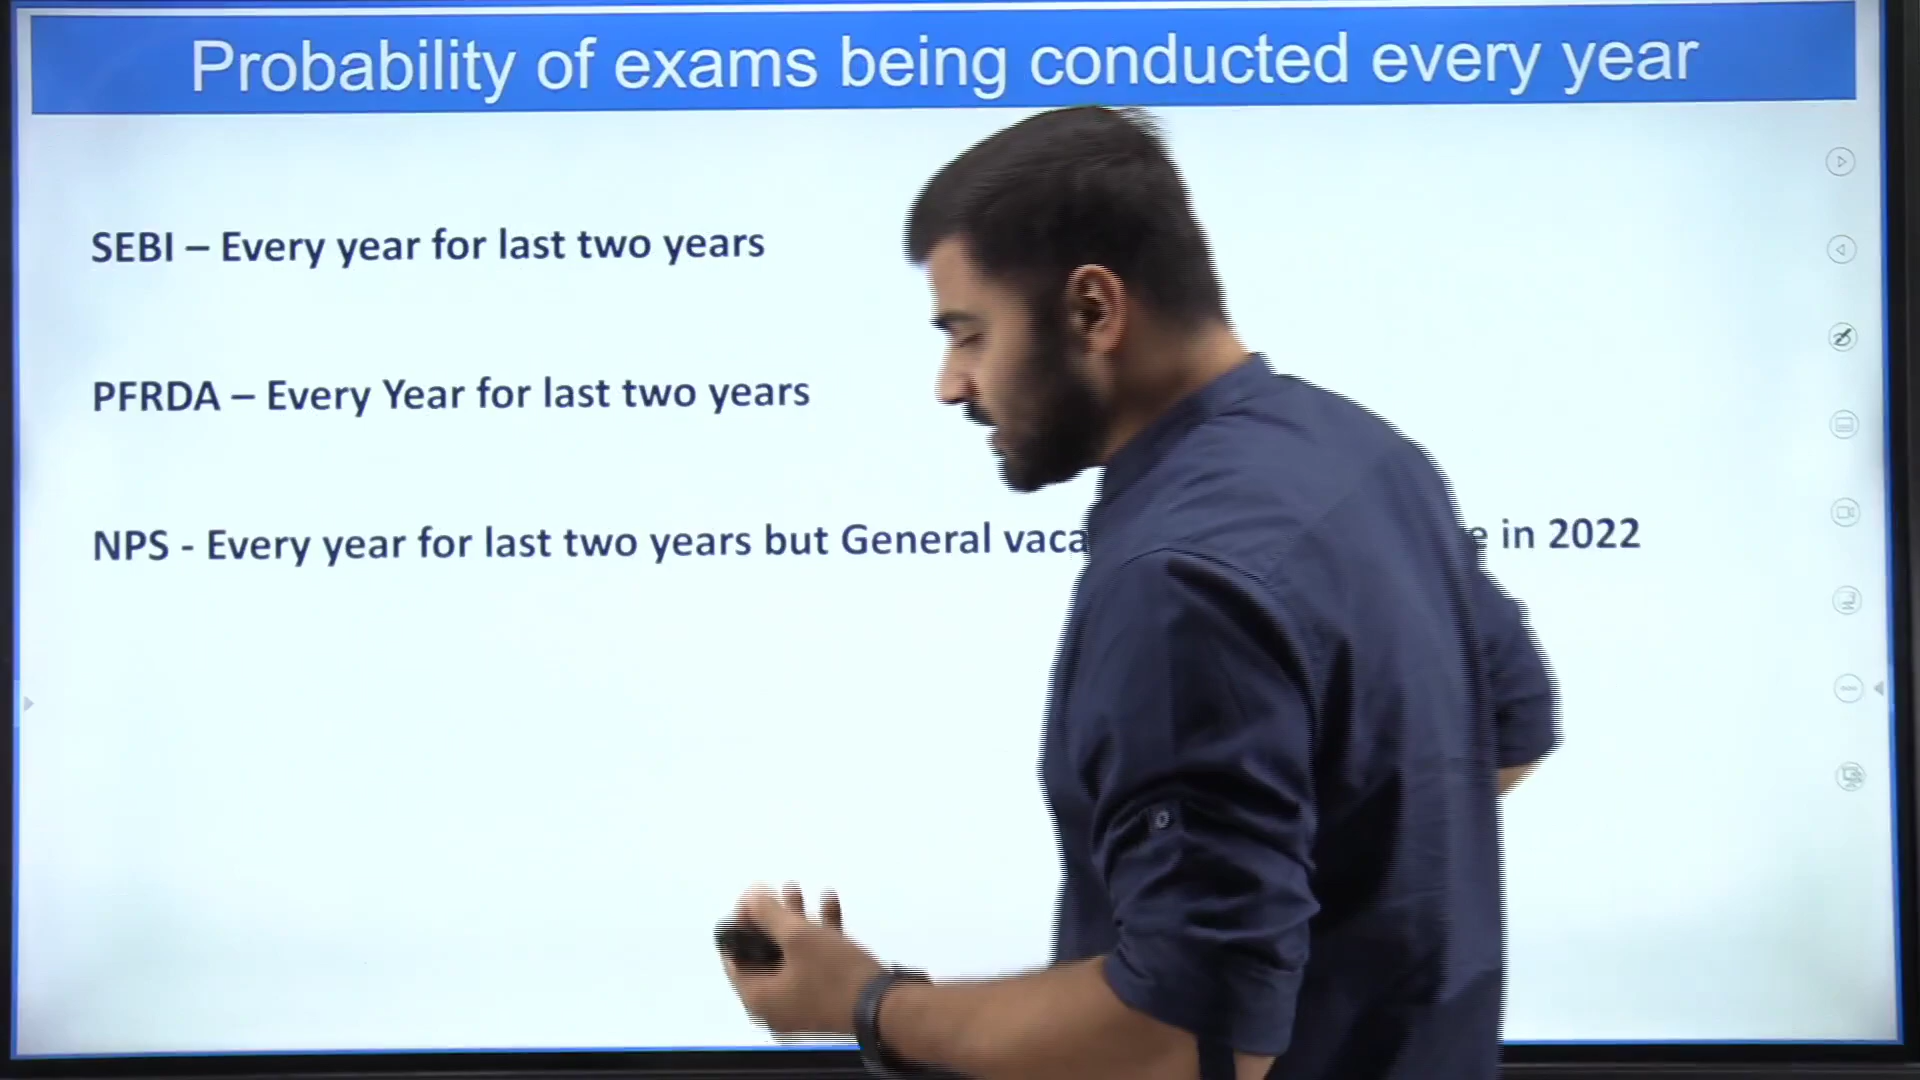 Probability of exams being conducted every year
SEBI – Every year for last two years
PFRDA – Every Year for last two years
NPS - Every year for last two years but General in 2022